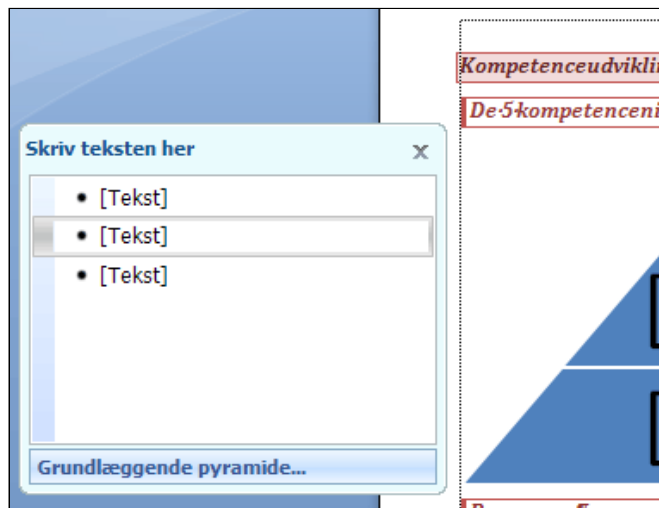 Kompetenceudvikli
De·5·kompetenceni
Skriv teksten her
[Tekst]
[Tekst]
[Tekst]
Grundlæggende pyramide...